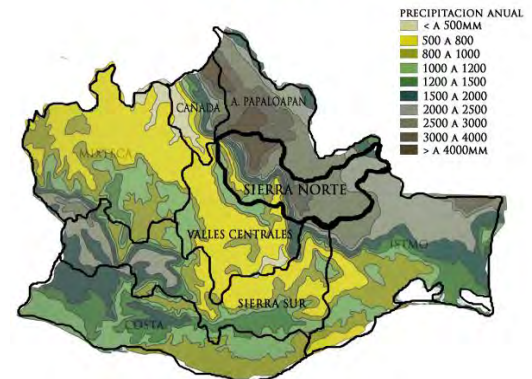 PRECIPITACION ANUAL
< A 500MM
500 A 800
800 A 1000
1000 A 1200
1200 A 1500
1500 A 2000
2000 A 2500
2500 A 3000
3000 A 4000
> A 4000MM
CAÑADA
A. PAPALOAPAN
MIXTECA
SIERRA NORTE
VALLES CENTRALES
ISTMO
SIERRA SUR
COSTA